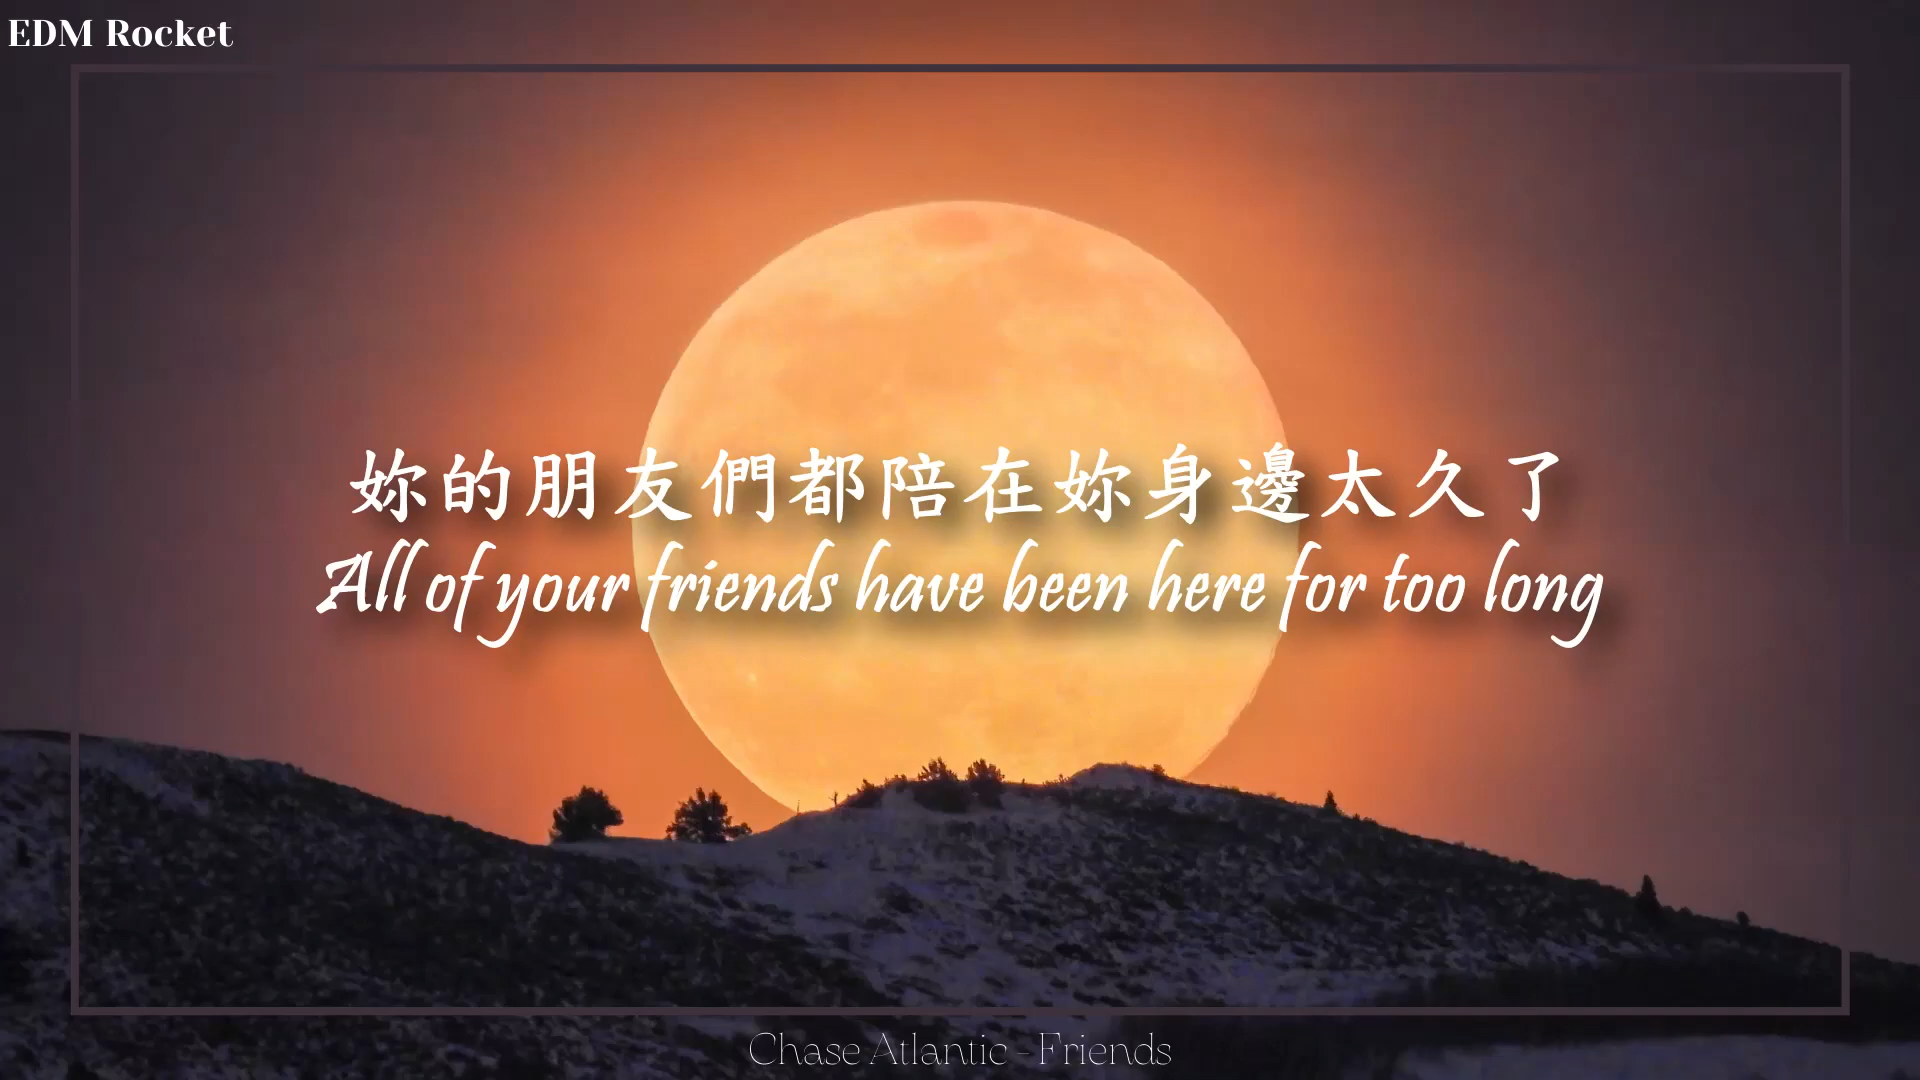 EDM Rocket
妳的朋友們都陪在妳身邊太久了
All of your friends have been here for too long
Chase Atlantic - Friends